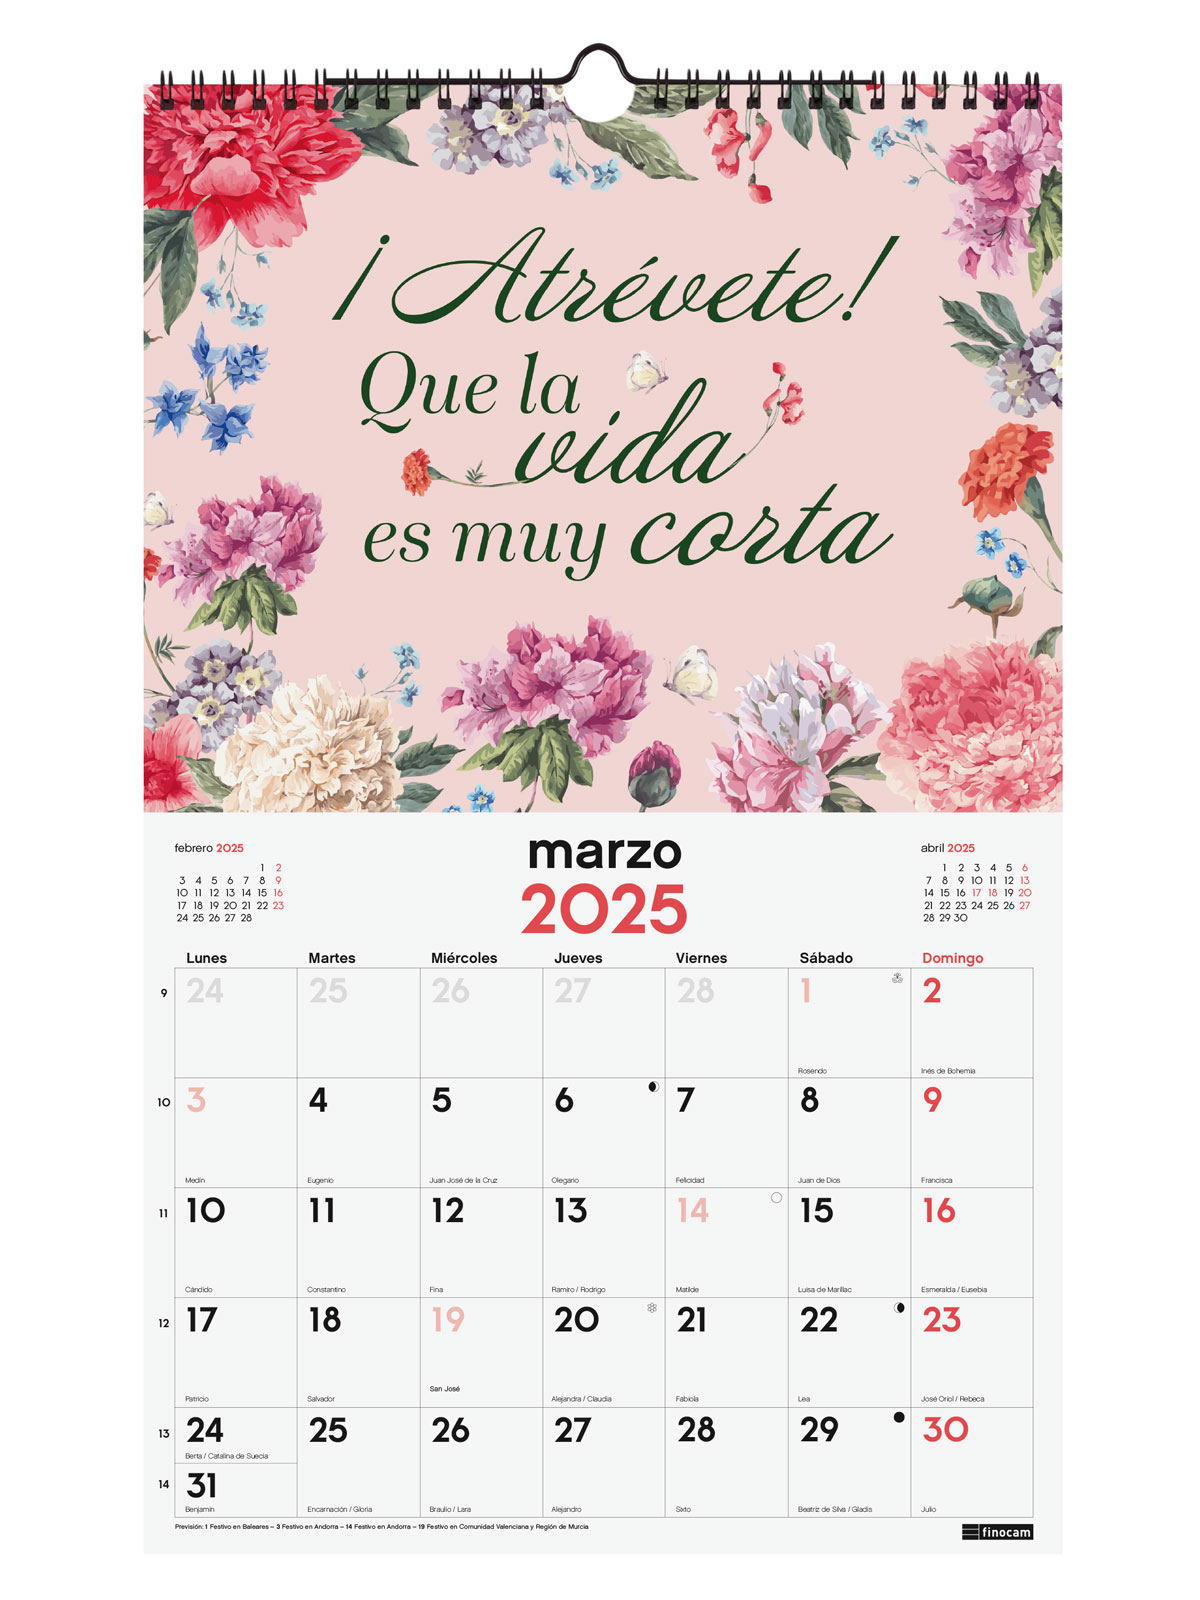 ¡Atrévete!
Que la
vida
es muy corta
febrero 2025
1 2
3 4 5 6 7 8 9
10 11 12 13 14 15 16
17 18 19 20 21 22 23
24 25 26 27 28
marzo
2025
abril 2025
1 2 3 4 5 6
7 8 9 10 11 12 13
14 15 16 17 18 19 20
21 22 23 24 25 26 27
28 29 30
Lunes Martes Miércoles Jueves Viernes Sábado Domingo
9 24 25 26 27 28 1 2
Rosendo Inés de Bohemia
10 3 4 5 6 7 8 9
Medín Eugenio Juan José de la Cruz Olegario Felicidad Juan de Dios Francisca
11 10 11 12 13 14 15 16
Cándido Constantino Fina Ramiro / Rodrigo Matilde Luisa de Marillac Esmeralda / Eusebia
12 17 18 19 20 21 22 23
San José
Patricio Salvador Alejandra / Claudia Fabiola Lea José Oriol / Rebeca
13 24 25 26 27 28 29 30
Berta / Catalina de Suecia
14 31
Benjamín Encarnación / Gloria Braulio / Lara Alejandro Sixto Beatriz de Silva / Gladis Julio
Previsión: 1 Festivo en Baleares – 3 Festivo en Andorra – 14 Festivo en Andorra – 19 Festivo en Comunidad Valenciana y Región de Murcia
finocam